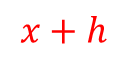 x + h